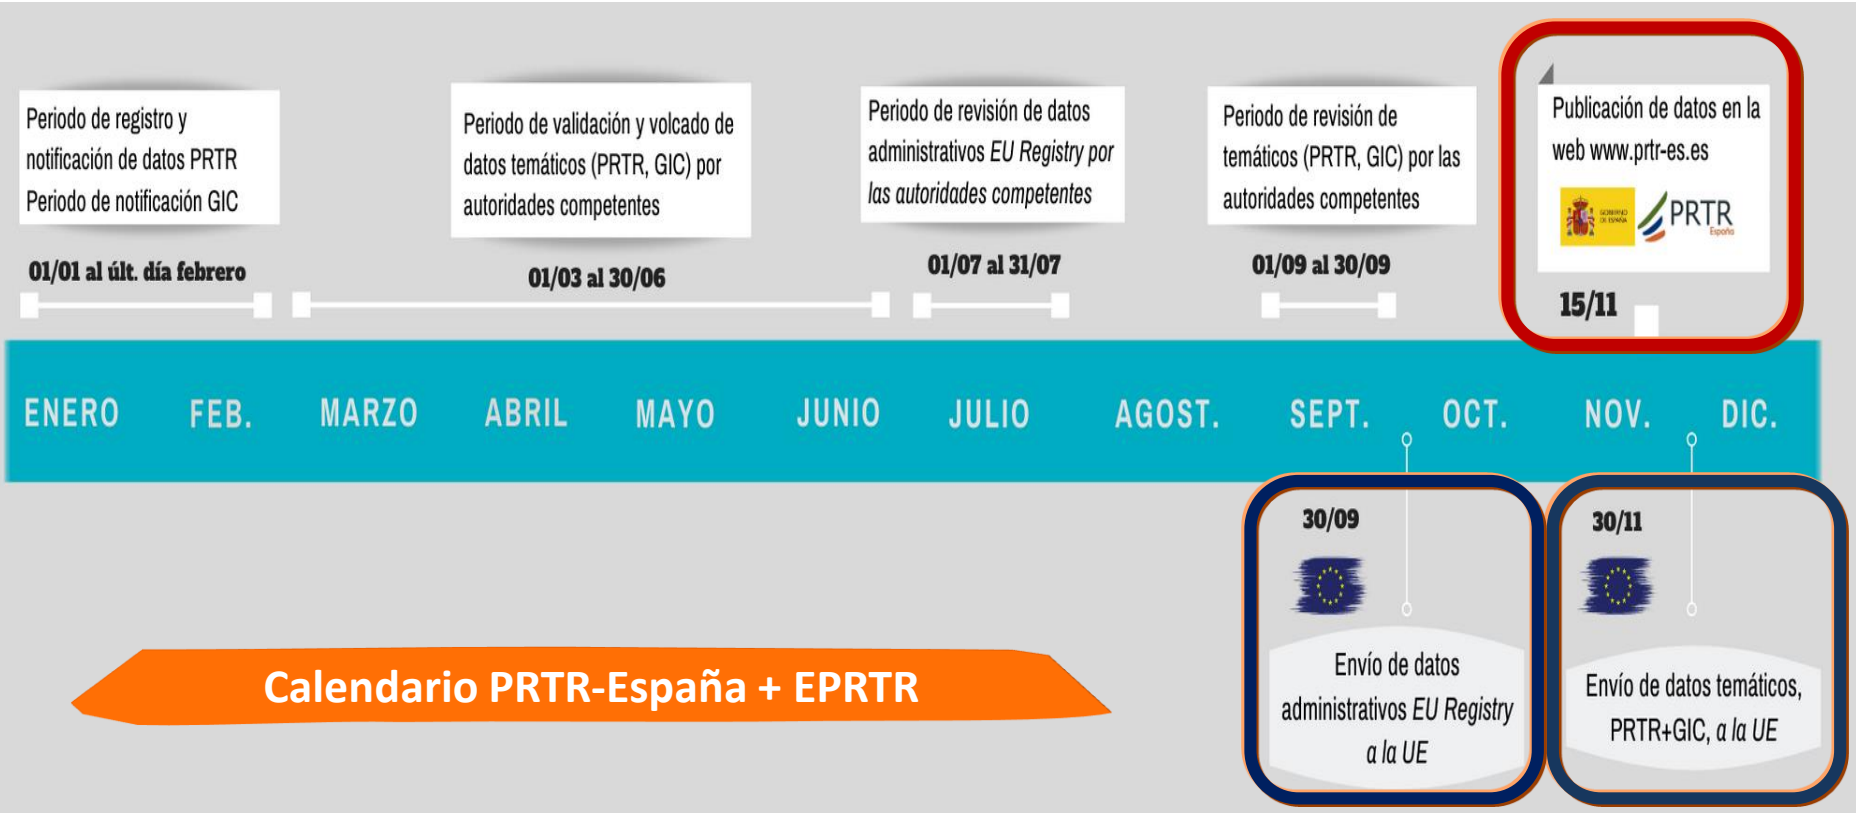 Periodo de registro y
notificación de datos PRTR
Periodo de notificación GIC
01/01 al últ. día febrero
Periodo de validación y volcado de
datos temáticos (PRTR, GIC) por
autoridades competentes
01/03 al 30/06
Periodo de revisión de datos
administrativos EU Registry por
las autoridades competentes
01/07 al 31/07
Periodo de revisión de
temáticos (PRTR, GIC) por las
autoridades competentes
01/09 al 30/09
Publicación de datos en la
web www.prtr-es.es
GOBIERNO
DE ESPAÑA
PRTR
España
15/11
ENERO FEB. MARZO ABRIL MAYO JUNIO JULIO AGOST. SEPT. OCT. NOV. DIC.
30/09
Envío de datos
administrativos EU Registry
a la UE
30/11
Envío de datos temáticos,
PRTR+GIC, a la UE
Calendario PRTR-España + EPRTR